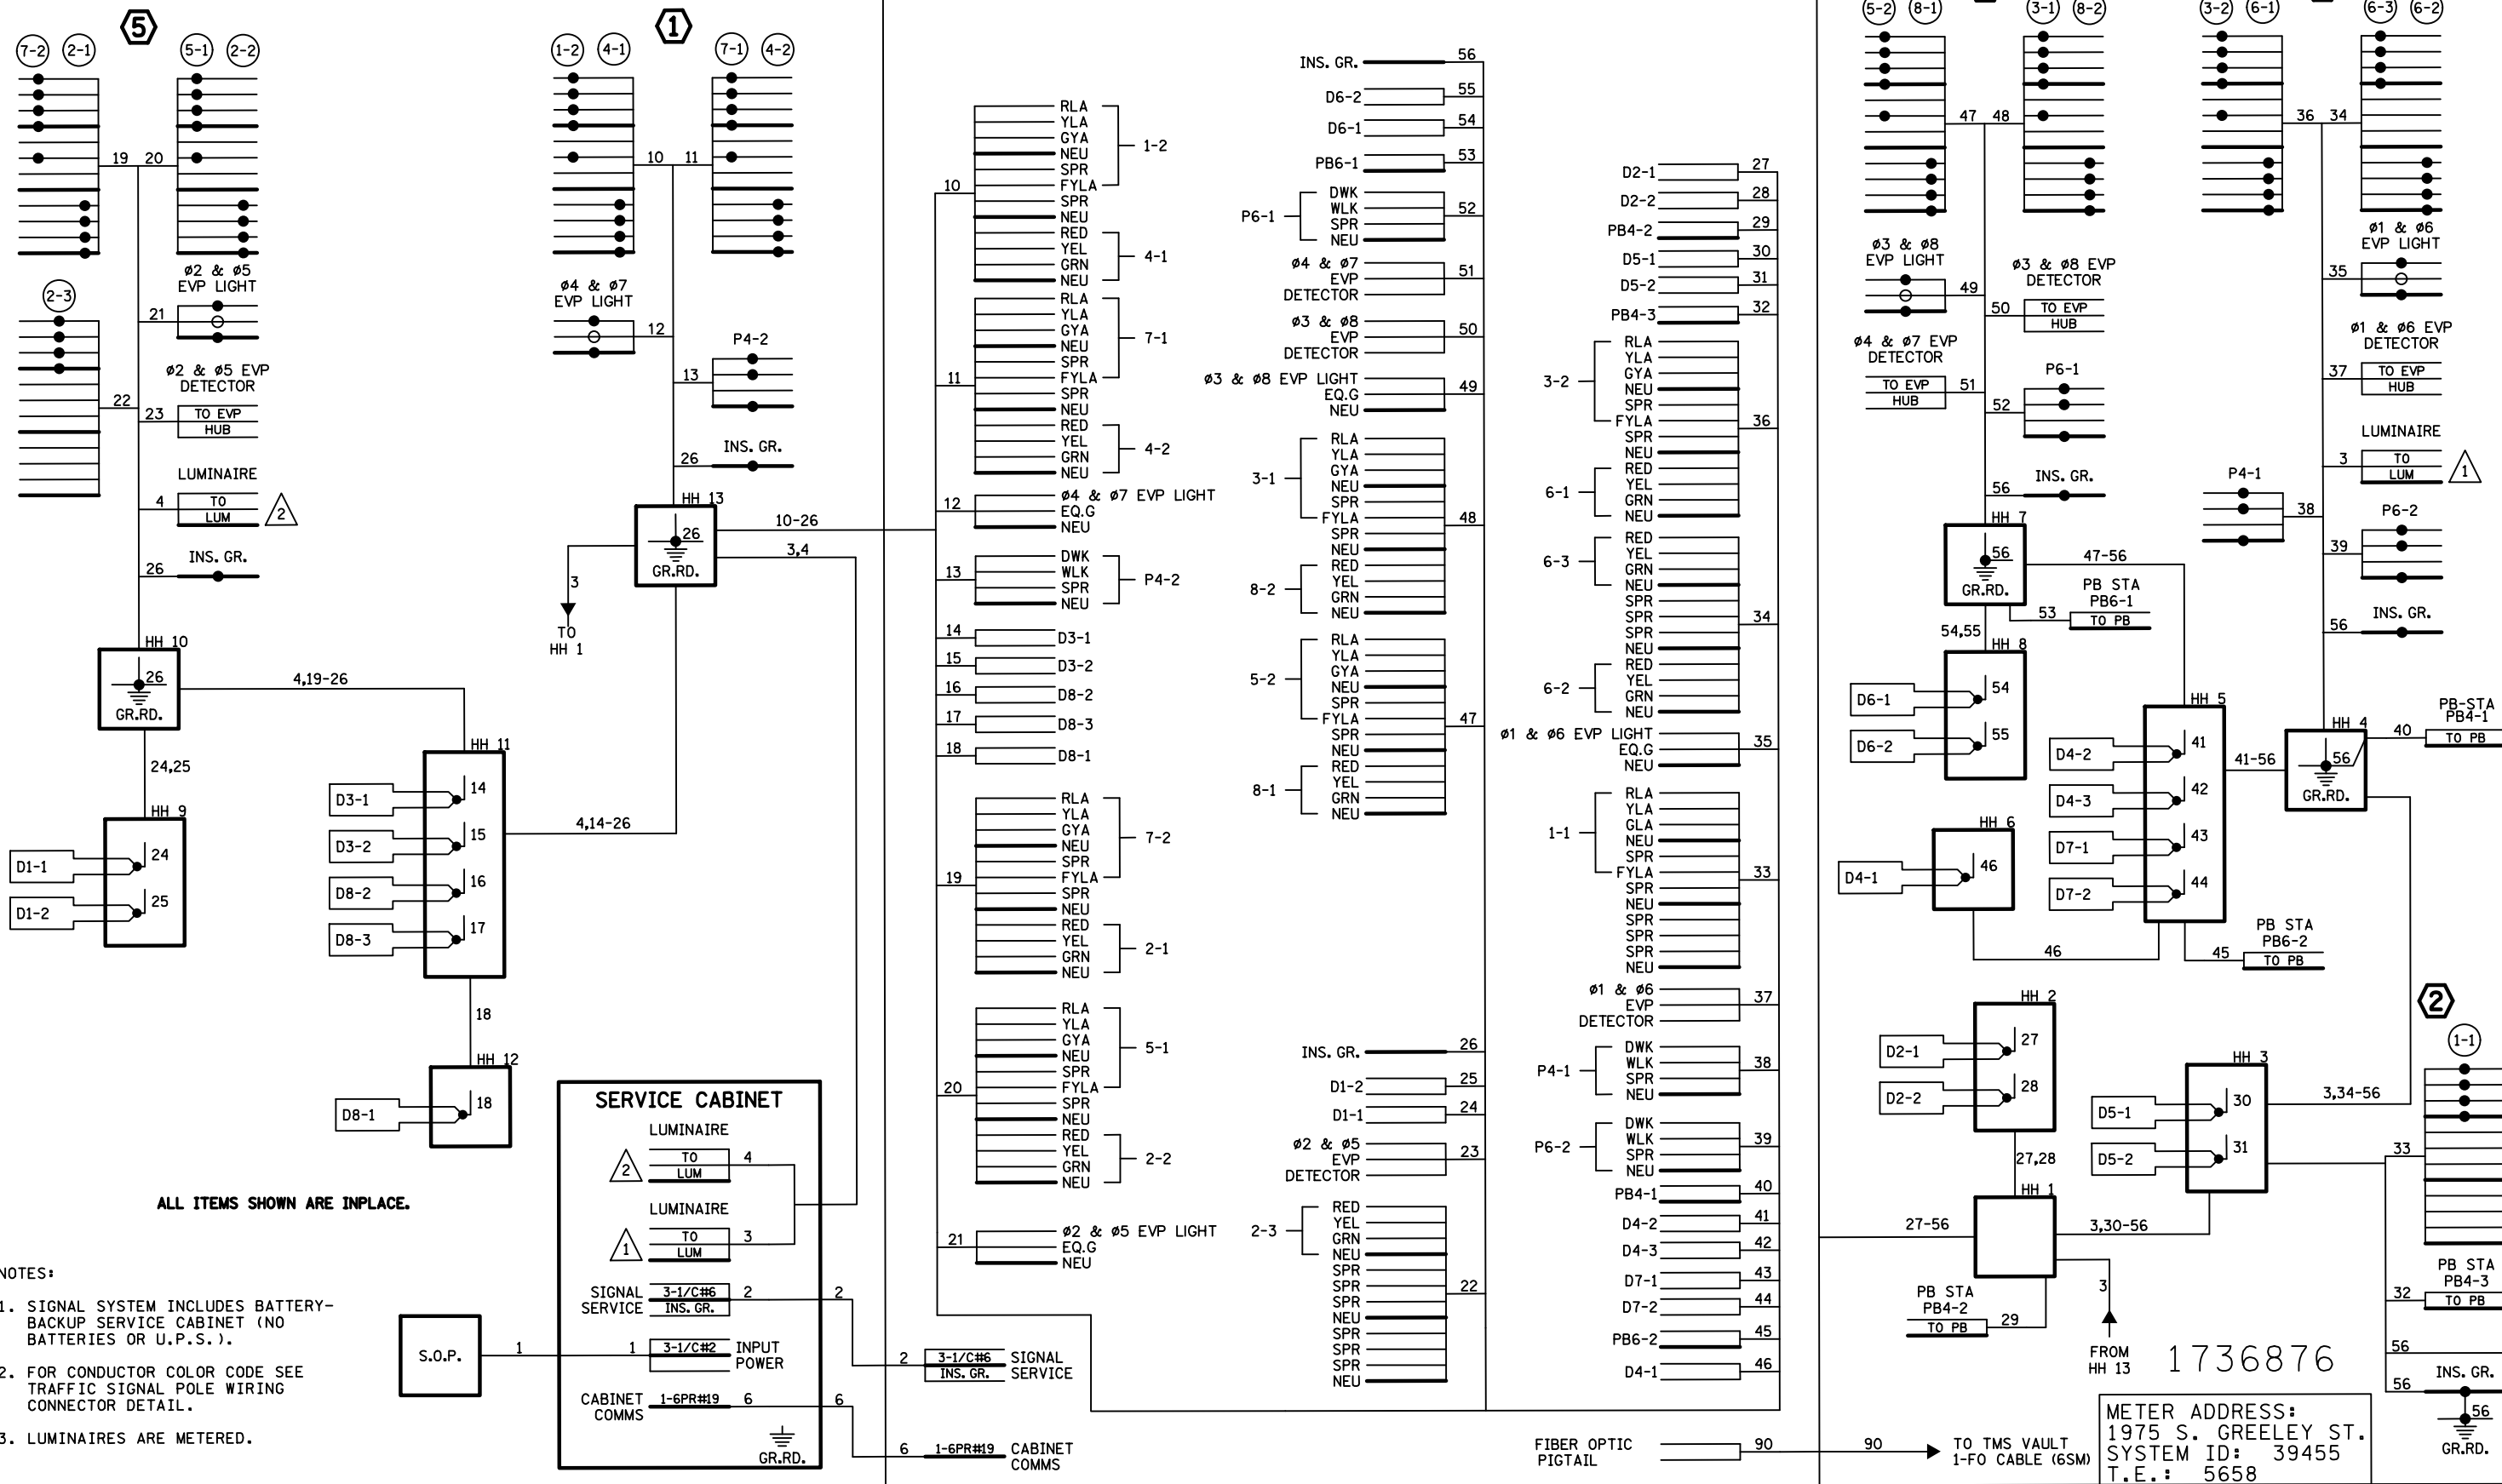 5
7-2 2-1 5-1 2-2
19 20
ø2 & ø5
EVP LIGHT
21
2-3
22
ø2 & ø5 EVP
DETECTOR
23 TO EVP
HUB
LUMINAIRE
4 TO
LUM 2
INS. GR.
26
HH 10
26
GR.RD.
4,19-26
24,25
HH 9
D1-1 24
D1-2 25
HH 11
D3-1 14
D3-2 15
D8-2 16
D8-3 17
4,14-26
18
HH 12
D8-1 18
1
1-2 4-1 7-1 4-2
10 11
ø4 & ø7
EVP LIGHT
12
P4-2
13
INS. GR.
26
HH 13
26
GR.RD.
10-26
3,4
3
TO
HH 1
ALL ITEMS SHOWN ARE INPLACE.
NOTES:
1. SIGNAL SYSTEM INCLUDES BATTERY-
BACKUP SERVICE CABINET (NO
BATTERIES OR U.P.S.).
2. FOR CONDUCTOR COLOR CODE SEE
TRAFFIC SIGNAL POLE WIRING
CONNECTOR DETAIL.
3. LUMINAIRES ARE METERED.
S.O.P.
1
SERVICE CABINET
LUMINAIRE
2 TO 4
LUM
LUMINAIRE
1 TO 3
LUM
SIGNAL 3-1/C#6 2 2
SERVICE INS. GR.
1 3-1/C#2 INPUT
POWER
CABINET 1-6PR#19 6 6
COMMS
GR.RD.
2 3-1/C#6 SIGNAL
INS. GR. SERVICE
6 1-6PR#19 CABINET
COMMS
RLA
YLA
GYA
NEU
SPR
FYLA
1-2
10
SPR
NEU
RED
YEL
GRN
NEU
4-1
RLA
YLA
GYA
NEU
SPR
FYLA
7-1
11
SPR
NEU
RED
YEL
GRN
NEU
4-2
ø4 & ø7 EVP LIGHT
12 EQ.G
NEU
DWK
WLK
SPR
NEU
13 P4-2
14 D3-1
15 D3-2
16 D8-2
17 D8-3
18 D8-1
RLA
YLA
GYA
NEU
SPR
FYLA
7-2
19
SPR
NEU
RED
YEL
GRN
NEU
2-1
RLA
YLA
GYA
NEU
SPR
FYLA
5-1
20
SPR
NEU
RED
YEL
GRN
NEU
2-2
ø2 & ø5 EVP LIGHT
21 EQ.G
NEU
INS. GR. 56
D6-2 55
D6-1 54
PB6-1 53
DWK
WLK
SPR
NEU
P6-1 52
ø4 & ø7
EVP 51
DETECTOR
ø3 & ø8
EVP 50
DETECTOR
ø3 & ø8 EVP LIGHT
EQ.G 49
NEU
RLA
YLA
GYA
NEU
SPR
FYLA
3-1
48
SPR
NEU
RED
YEL
GRN
NEU
8-2
RLA
YLA
GYA
NEU
SPR
FYLA
5-2
47
SPR
NEU
RED
YEL
GRN
NEU
8-1
INS. GR. 26
D1-2 25
D1-1 24
ø2 & ø5
EVP 23
DETECTOR
RED
YEL
GRN
NEU
2-3
SPR
SPR
SPR
NEU
SPR
SPR
SPR
NEU
22
D2-1 27
D2-2 28
PB4-2 29
D5-1 30
D5-2 31
PB4-3 32
RLA
YLA
GYA
NEU
SPR
FYLA
3-2
36
SPR
NEU
RED
YEL
GRN
NEU
6-1
RED
YEL
GRN
NEU
6-3
SPR
SPR
SPR
NEU
34
RED
YEL
GRN
NEU
6-2
ø1 & ø6 EVP LIGHT
EQ.G 35
NEU
RLA
YLA
GLA
NEU
SPR
FYLA
1-1
33
SPR
NEU
SPR
SPR
SPR
NEU
ø1 & ø6
EVP 37
DETECTOR
DWK
WLK
SPR
NEU
P4-1 38
DWK
WLK
SPR
NEU
P6-2 39
PB4-1 40
D4-2 41
D4-3 42
D7-1 43
D7-2 44
PB6-2 45
D4-1 46
FIBER OPTIC
PIGTAIL
90 90
TO TMS VAULT
1-FO CABLE (6SM)
5-2 8-1 3-1 8-2
47 48
ø3 & ø8
EVP LIGHT
49
ø3 & ø8 EVP
DETECTOR
50 TO EVP
HUB
ø4 & ø7 EVP
DETECTOR
TO EVP 51
HUB
P6-1
52
INS. GR.
56
HH 7
56
GR.RD.
47-56
PB STA
PB6-1
53 TO PB
54,55
HH 8
D6-1 54
D6-2 55
3-2 6-1 6-3 6-2
36 34
ø1 & ø6
EVP LIGHT
35
ø1 & ø6 EVP
DETECTOR
37 TO EVP
HUB
LUMINAIRE
3 TO
LUM 1
P4-1
38
P6-2
39
INS. GR.
56
HH 5
D4-2 41
D4-3 42
D7-1 43
D7-2 44
41-56
HH 4
56
GR.RD.
PB-STA
PB4-1
40 TO PB
HH 6
D4-1 46
46
PB STA
PB6-2
45 TO PB
HH 2
D2-1 27
D2-2 28
27,28
HH 3
D5-1 30
D5-2 31
3,34-56
HH 1
27-56
3,30-56
PB STA
PB4-2
TO PB 29
3
FROM
HH 13
2
1-1
33
PB STA
PB4-3
32 TO PB
56
INS. GR.
56
56
GR.RD.
1736876
METER ADDRESS:
1975 S. GREELEY ST.
SYSTEM ID: 39455
T.E.: 5658